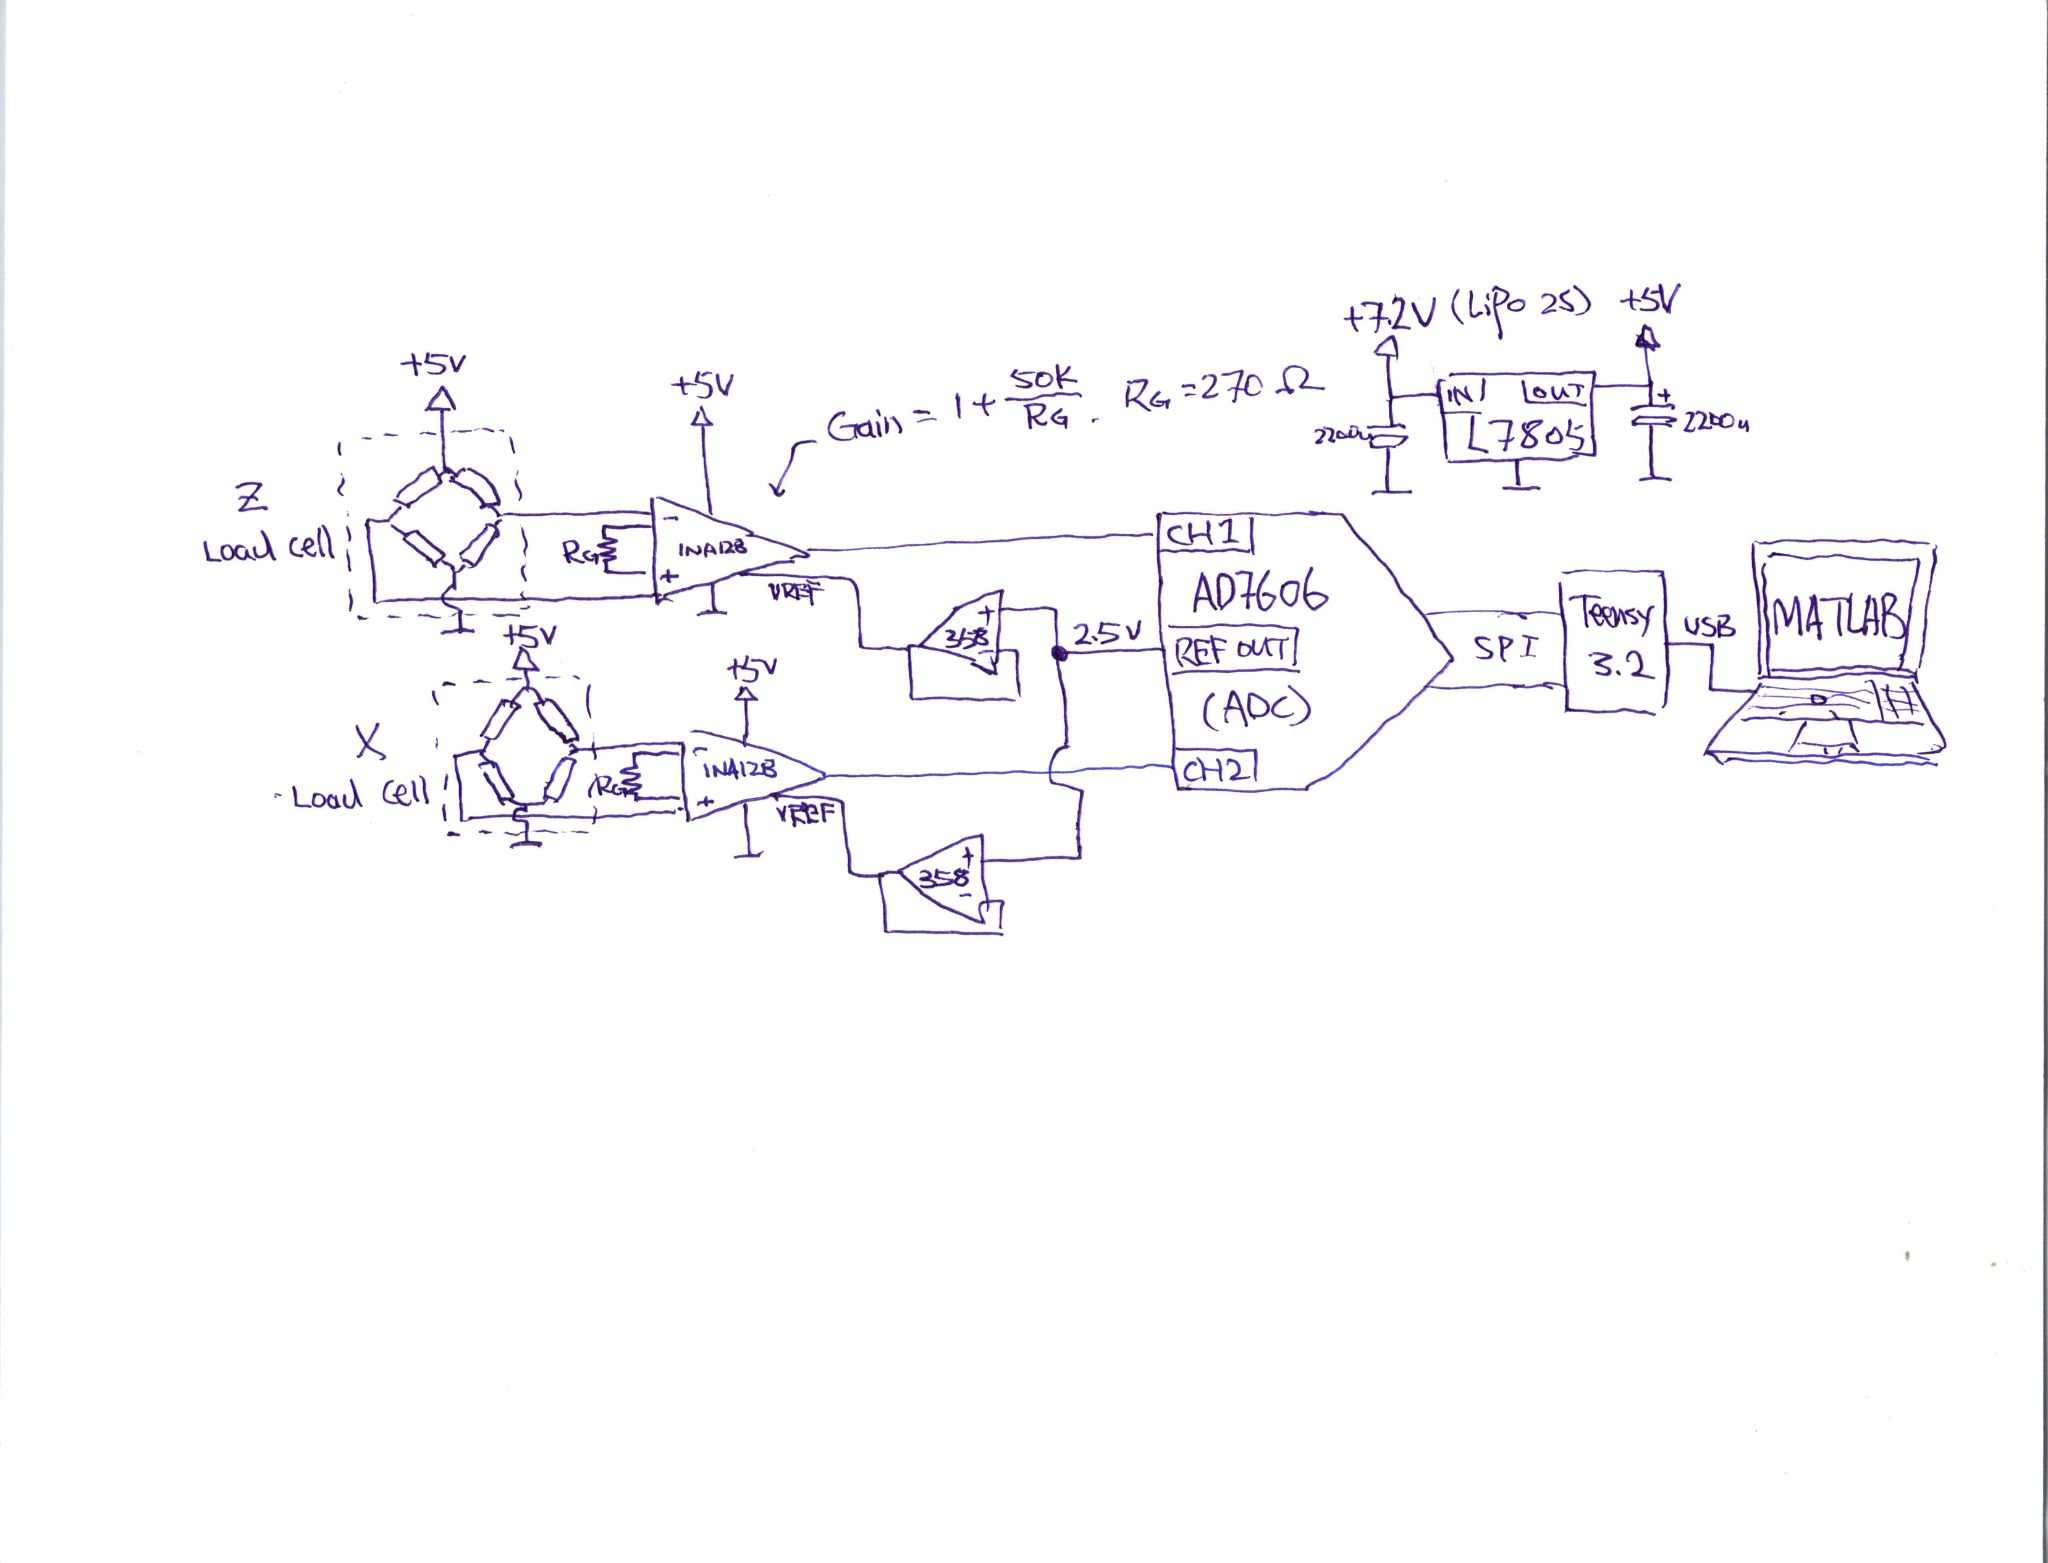 +7.2V (LiPo 2S) +5V
+5V
+5V
Gain = 1 + 50K / RG . RG = 270 Ω
IN OUT
L7805
2200u
2200u
Z
Load cell
RG
-
+
INA128
VREF
CH1
AD7606
REF OUT
(ADC)
CH2
358
+
-
2.5V
SPI
Teensy
3.2
USB
MATLAB
+5V
+5V
X
Load cell
RG
-
+
INA128
VREF
358
+
-